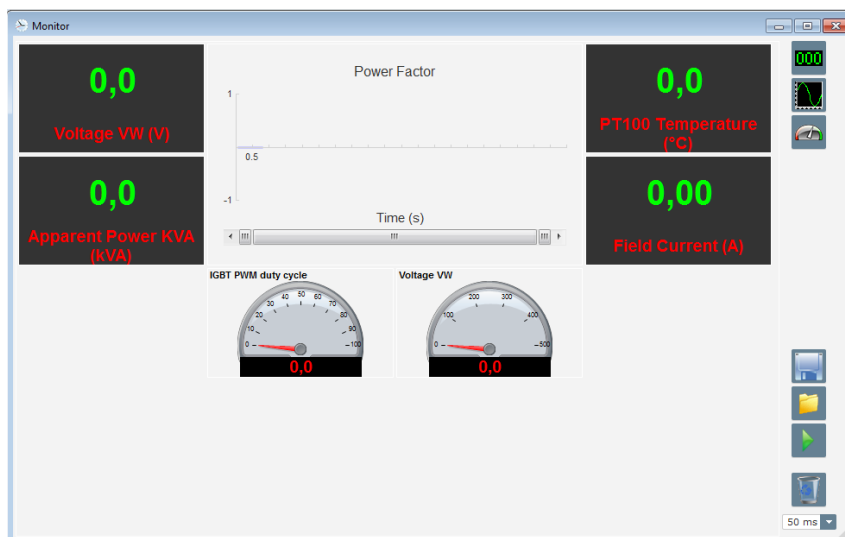 Monitor
0,0
Voltage VW (V)
0,0
Apparent Power KVA
(kVA)
Power Factor
1
0.5
-1
Time (s)
0,0
PT100 Temperature
(°C)
0,00
Field Current (A)
000
IGBT PWM duty cycle
0
10
20
30
40
50
60
70
80
90
100
0,0
Voltage VW
0
100
200
300
400
500
0,0
50 ms